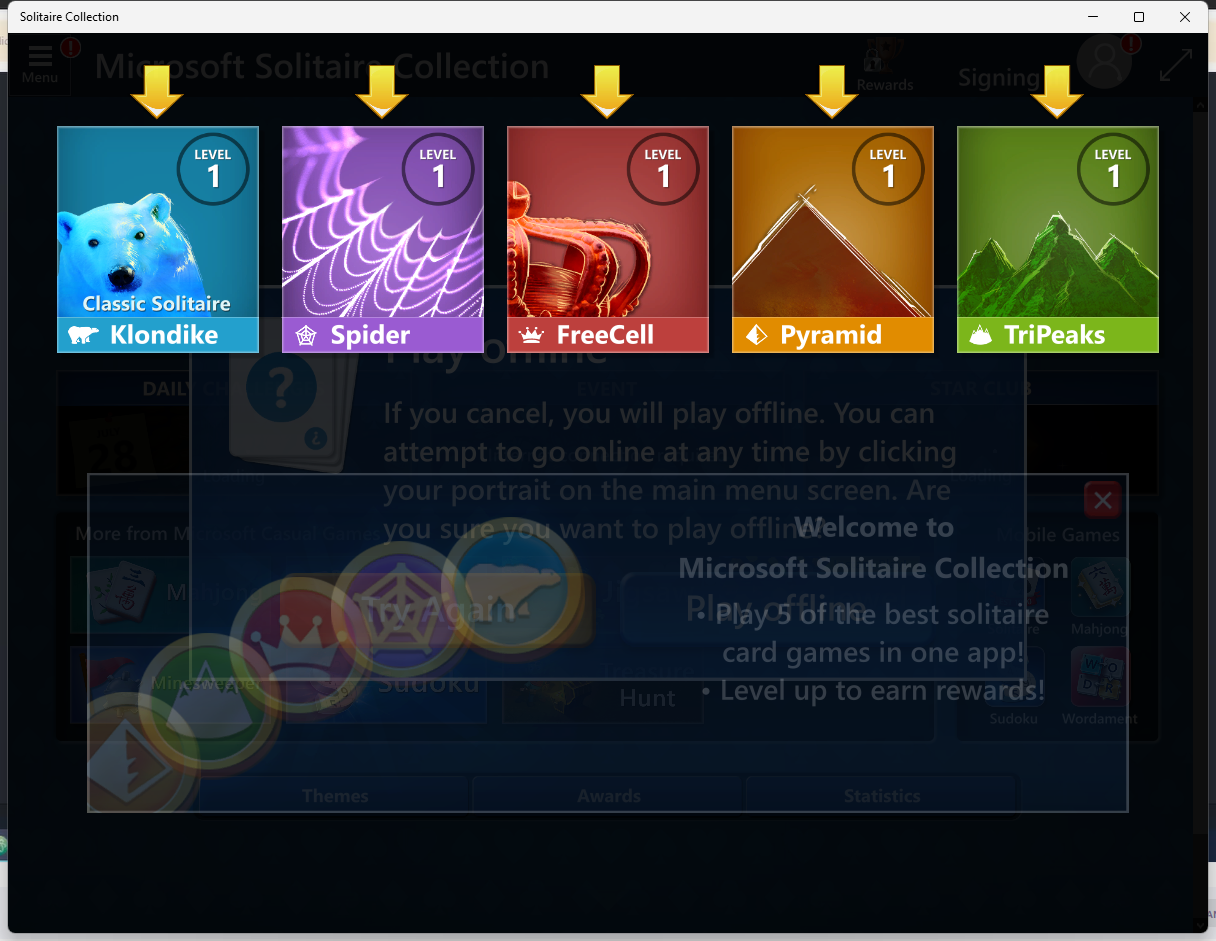 Solitaire Collection
Menu
Microsoft Solitaire Collection
Rewards
Signing
LEVEL
1
LEVEL
1
LEVEL
1
LEVEL
1
LEVEL
1
Classic Solitaire
Klondike
Spider
FreeCell
Pyramid
TriPeaks
Play offline
DAILY
EVENT
STAR CLUB
28
If you cancel, you will play offline. You can
attempt to go online at any time by clicking
your portrait on the main menu screen. Are
you sure you want to play offline?
More from Microsoft Casual Games
Mobile Games
Welcome to
Microsoft Solitaire Collection
• Play 5 of the best solitaire
card games in one app!
• Level up to earn rewards!
Try Again
Play offline
Mahjong
Minesweeper
Sudoku
Hunt
Sudoku
Wordament
Themes
Awards
Statistics